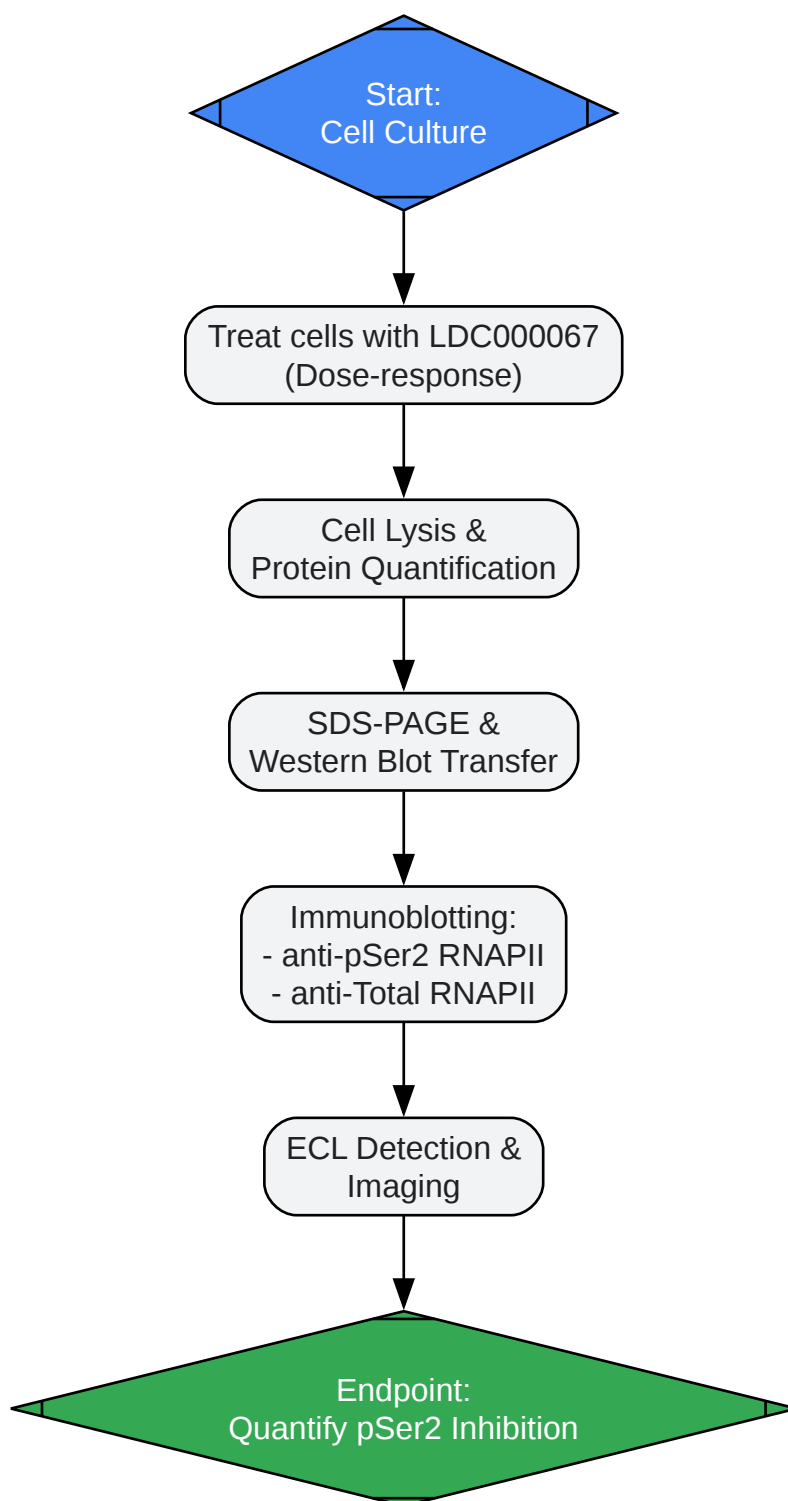 Start:
Cell Culture
Treat cells with LDC000067
(Dose-response)
Cell Lysis &
Protein Quantification
SDS-PAGE &
Western Blot Transfer
Immunoblotting:
- anti-pSer2 RNAPII
- anti-Total RNAPII
ECL Detection &
Imaging
Endpoint:
Quantify pSer2 Inhibition